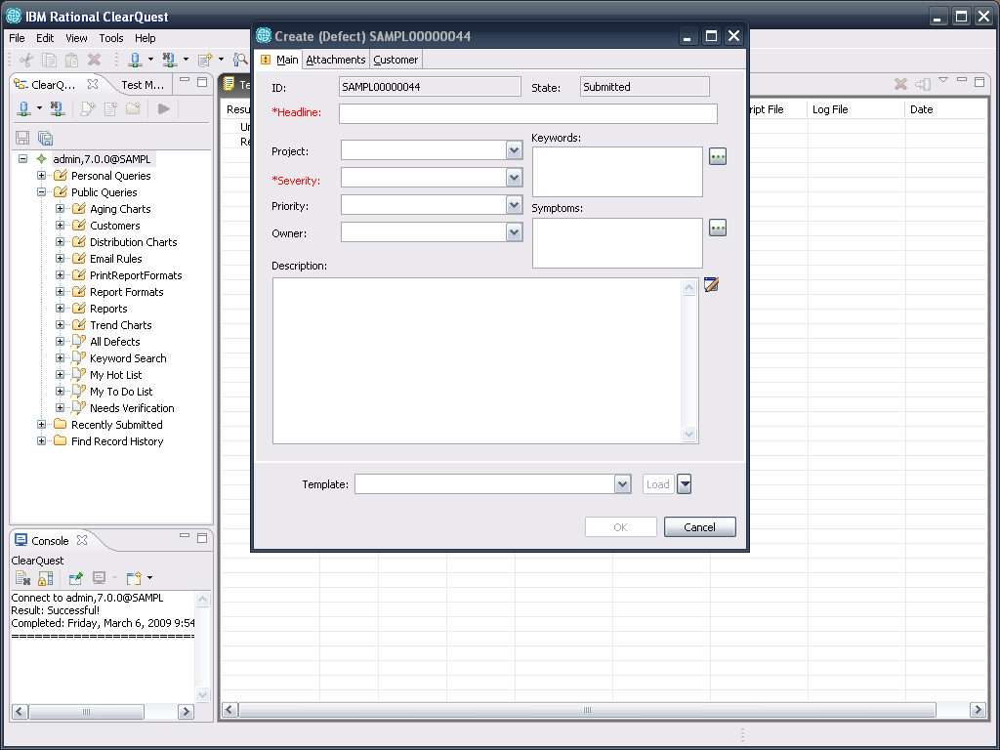 IBM Rational ClearQuest
File Edit View Tools Help
ClearQ... Test M...
admin,7.0.0@SAMPL
Personal Queries
Public Queries
Aging Charts
Customers
Distribution Charts
Email Rules
PrintReportFormats
Report Formats
Reports
Trend Charts
All Defects
Keyword Search
My Hot List
My To Do List
Needs Verification
Recently Submitted
Find Record History
Console
ClearQuest
Connect to admin,7.0.0@SAMPL
Result: Successful!
Completed: Friday, March 6, 2009 9:54
==========================
Te
Resu
Un
Re
ript File Log File Date
Create (Defect) SAMPL00000044
Main Attachments Customer
ID: SAMPL00000044 State: Submitted
*Headline:
Project: Keywords:
*Severity:
Priority: Symptoms:
Owner:
Description:
Template: Load
OK Cancel